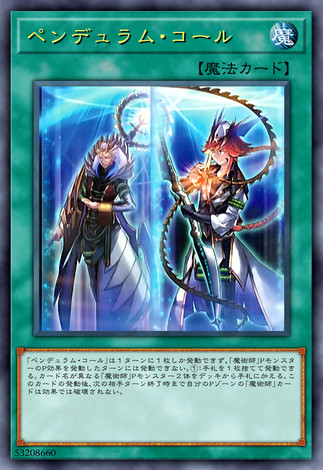 ペンデュラム・コール
魔
【魔法カード】
「ペンデュラム・コール」は1ターンに1枚しか発動できず、「魔術師」Pモンスタ
ーのP効果を発動したターンには発動できない。①:手札を1枚捨てて発動でき
る。カード名が異なる「魔術師」Pモンスター2体をデッキから手札に加える。こ
のカードの発動後、次の相手ターン終了時まで自分のPゾーンの「魔術師」カー
ドは効果では破壊されない。
53208660